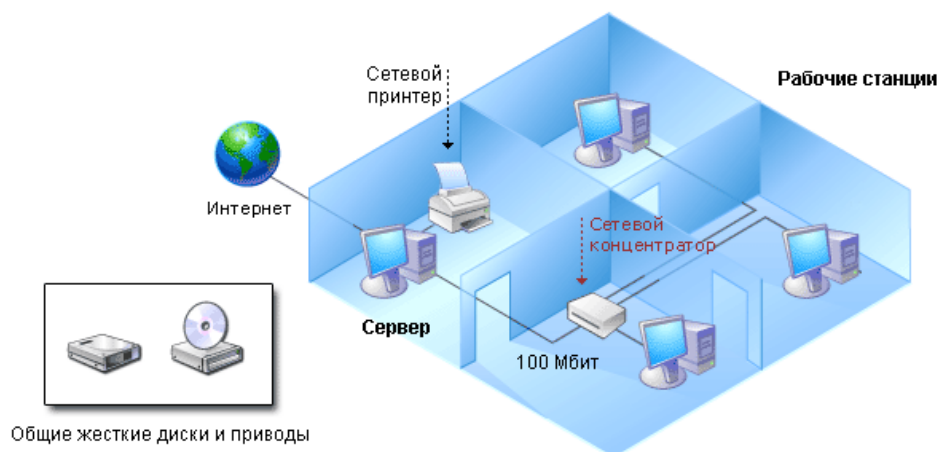 Сетевой
принтер
Рабочие станции
Интернет
Сетевой
концентратор
Сервер
100 Мбит
Общие жесткие диски и приводы